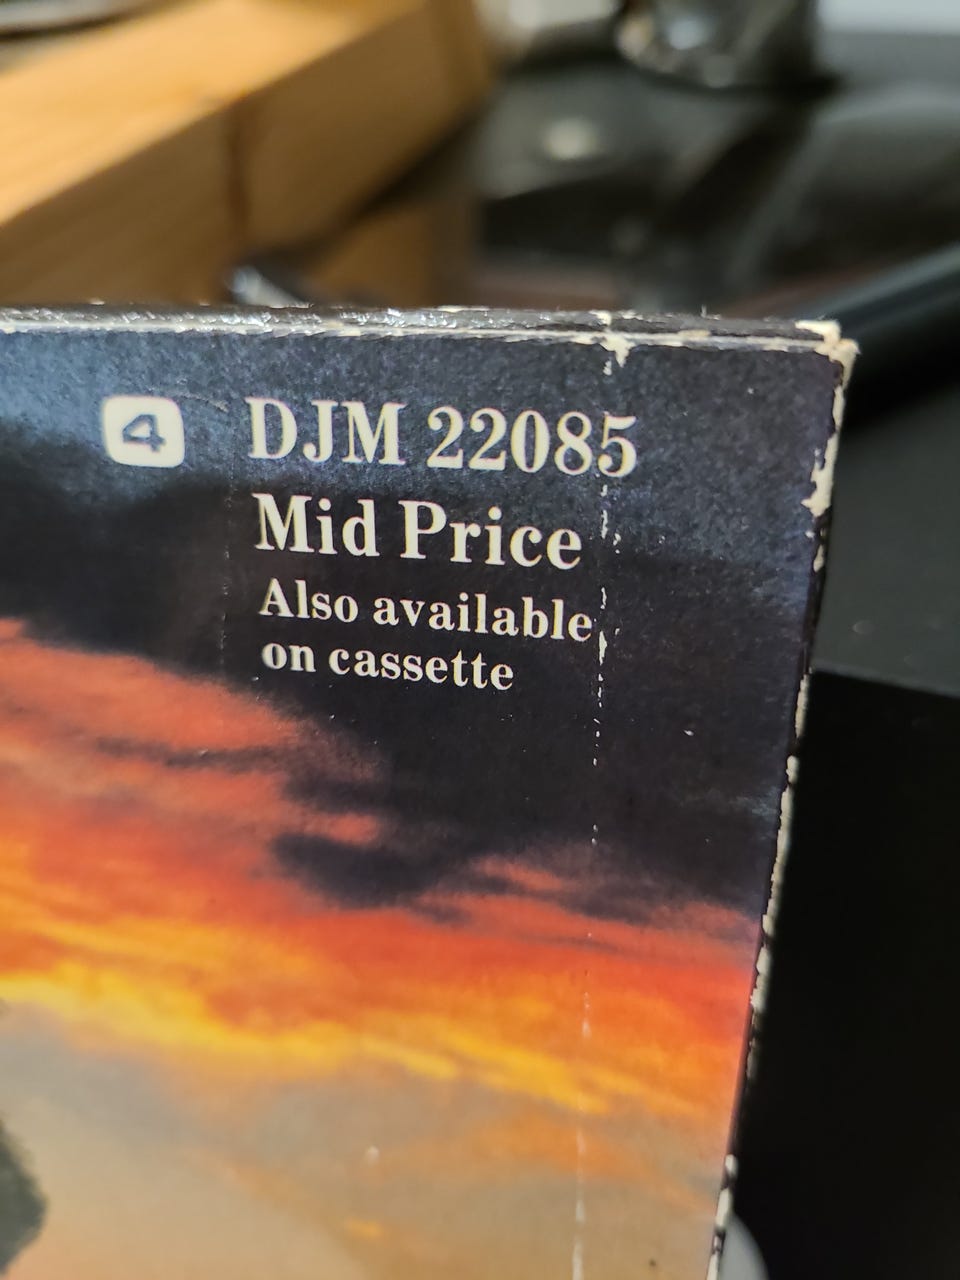 4 DJM 22085
Mid Price
Also available
on cassette